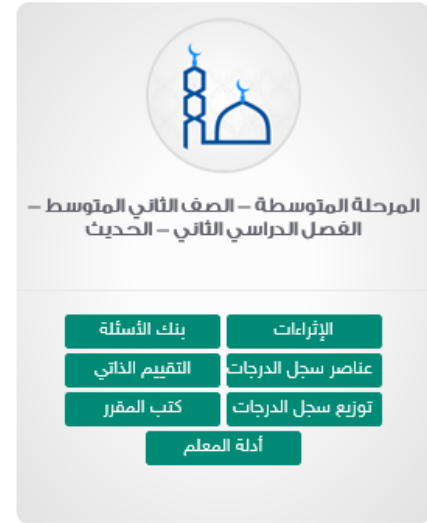 المرحلة المتوسطة – الصف الثاني المتوسط –
الفصل الدراسي الثاني – الحديث
الإثراءات
بنك الأسئلة
عناصر سجل الدرجات
التقييم الذاتي
توزيع سجل الدرجات
كتب المقرر
أدلة المعلم